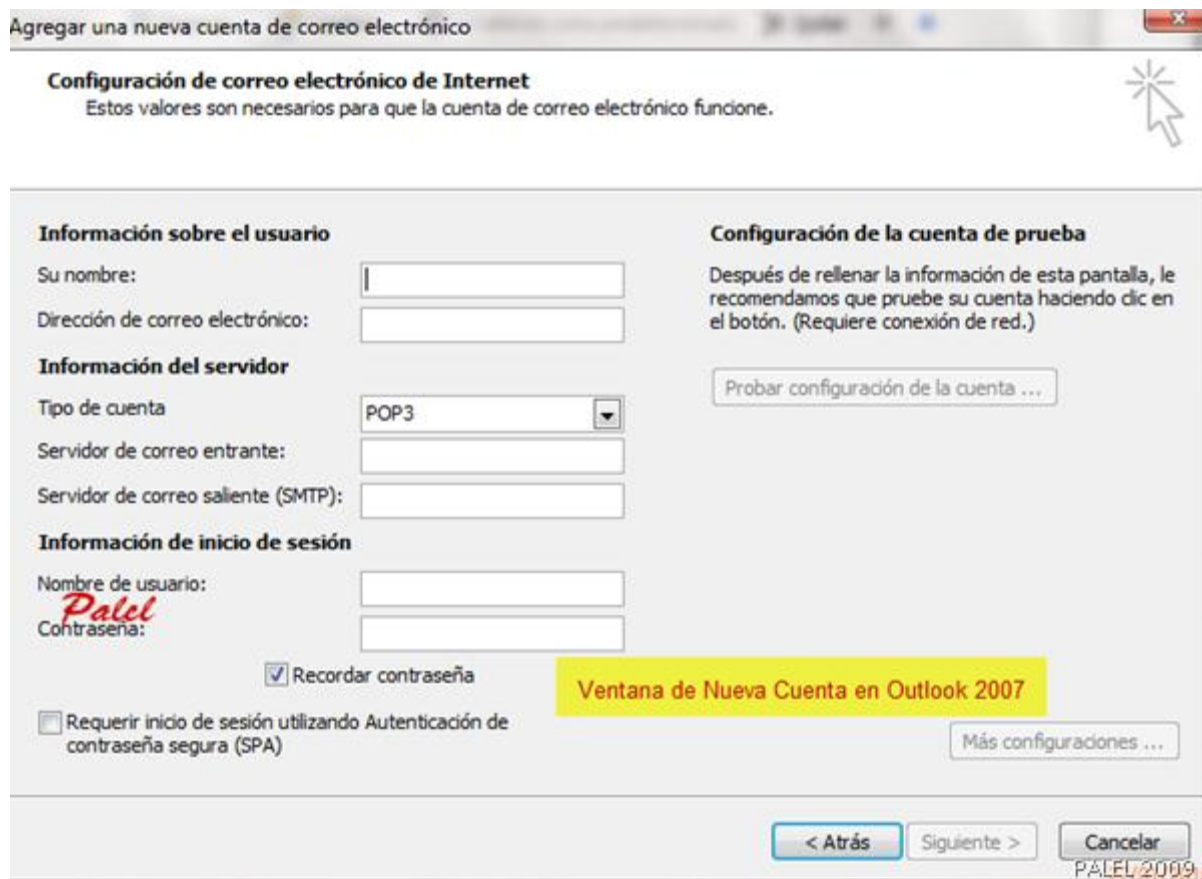 Agregar una nueva cuenta de correo electrónico
Configuración de correo electrónico de Internet
Estos valores son necesarios para que la cuenta de correo electrónico funcione.
Información sobre el usuario
Su nombre:
Dirección de correo electrónico:
Información del servidor
Tipo de cuenta
POP3
Servidor de correo entrante:
Servidor de correo saliente (SMTP):
Información de inicio de sesión
Nombre de usuario:
Palel
Contraseña:
Recordar contraseña
Requerir inicio de sesión utilizando Autenticación de
contraseña segura (SPA)
Configuración de la cuenta de prueba
Después de rellenar la información de esta pantalla, le
recomendamos que pruebe su cuenta haciendo clic en
el botón. (Requiere conexión de red.)
Probar configuración de la cuenta ...
Ventana de Nueva Cuenta en Outlook 2007
Más configuraciones ...
< Atrás
Siguiente >
Cancelar
PALEL 2009